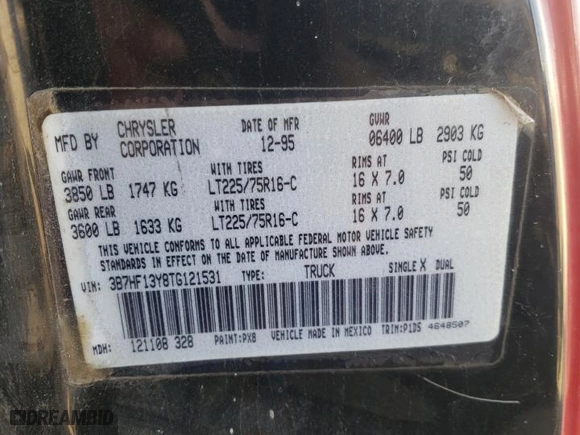 MFD BY CHRYSLER CORPORATION DATE OF MFR 12-95 GVWR 06400 LB 2903 KG
GAWR FRONT WITH TIRES RIMS AT PSI COLD
3850 LB 1747 KG LT225/75R16-C 16 X 7.0 50
GAWR REAR WITH TIRES RIMS AT PSI COLD
3600 LB 1633 KG LT225/75R16-C 16 X 7.0 50
THIS VEHICLE CONFORMS TO ALL APPLICABLE FEDERAL MOTOR VEHICLE SAFETY
STANDARDS IN EFFECT ON THE DATE OF MANUFACTURE SHOWN ABOVE.
VIN: 3B7HF13Y8TG121531 TYPE: TRUCK SINGLE X DUAL
MDH: 121108 328 PAINT:PX8 VEHICLE MADE IN MEXICO TRIM:P1DS 4648507
DREAMBID